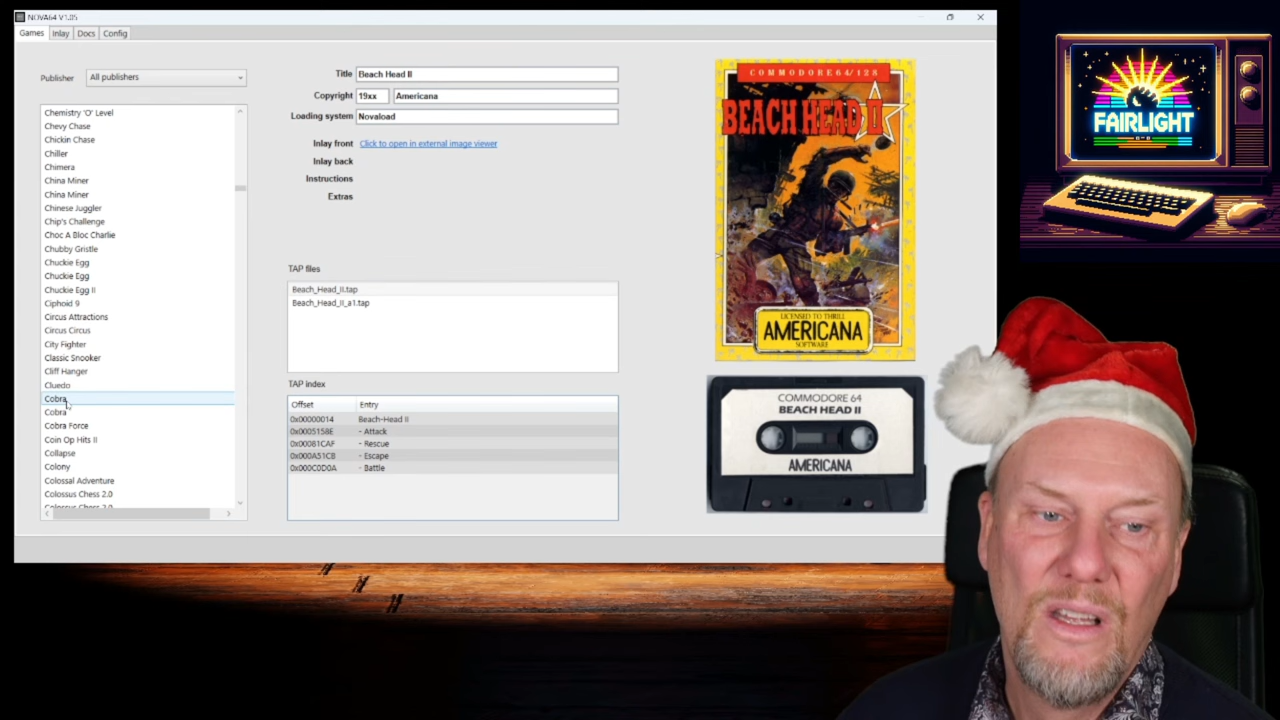 NOVA64 V1.05
Games Inlay Docs Config
Publisher All publishers
Chemistry 'O' Level
Chevy Chase
Chickin Chase
Chiller
Chimera
China Miner
China Miner
Chinese Juggler
Chip's Challenge
Choc A Bloc Charlie
Chubby Gristle
Chuckie Egg
Chuckie Egg
Chuckie Egg II
Ciphoid 9
Circus Attractions
Circus Circus
City Fighter
Classic Snooker
Cliff Hanger
Cluedo
Cobra
Cobra
Cobra Force
Coin Op Hits II
Collapse
Colony
Colossal Adventure
Colossus Chess 2.0
Colossus Chess 2.0
Title Beach Head II
Copyright 19xx Americana
Loading system Novaload
Inlay front Click to open in external image viewer
Inlay back
Instructions
Extras
TAP files
Beach_Head_II.tap
Beach_Head_II_a1.tap
TAP index
Offset Entry
0x00000014 Beach-Head II
0x0005158E - Attack
0x00081CAF - Rescue
0x000A51CB - Escape
0x000C0D0A - Battle
COMMODORE 64/128
BEACH HEAD II
LICENSED TO THRILL
AMERICANA
SOFTWARE
COMMODORE 64
BEACH HEAD II
AMERICANA
FAIRLIGHT